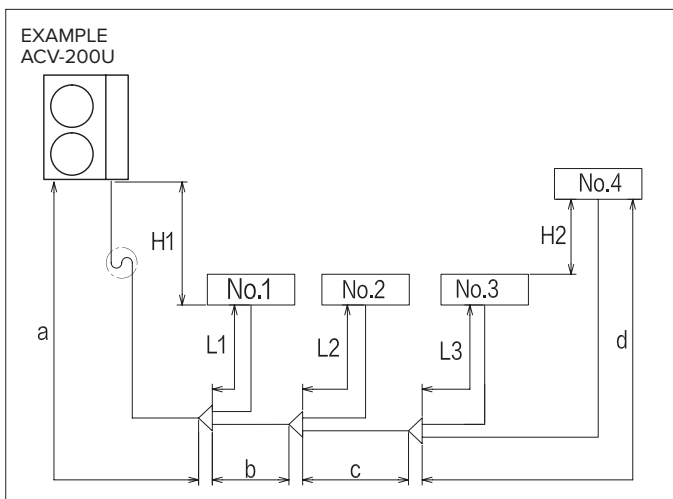 EXAMPLE
ACV-200U
No.4
H1
H2
No.1
No.2
No.3
a
L1
L2
L3
d
b
c